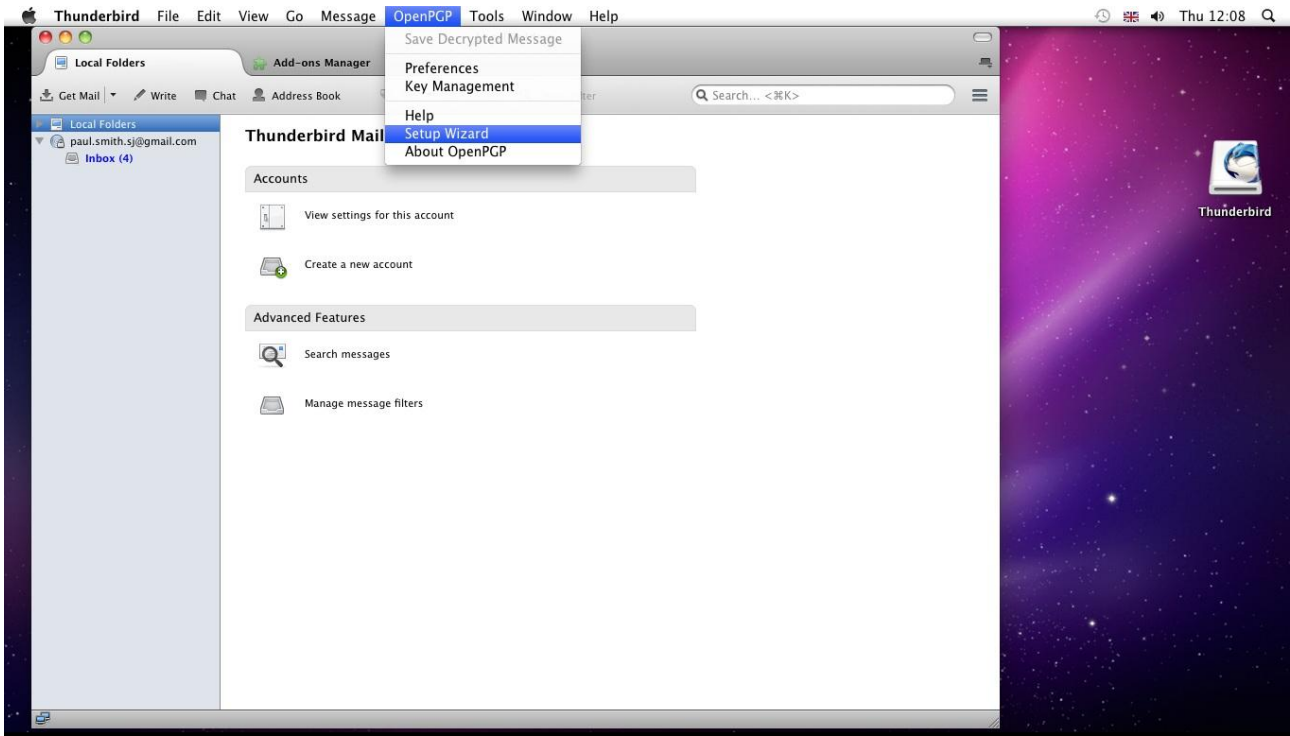 Thunderbird File Edit View Go Message OpenPGP Tools Window Help Thu 12:08
Save Decrypted Message
Preferences
Key Management
Help
Setup Wizard
About OpenPGP
Local Folders Add-ons Manager
Get Mail Write Chat Address Book Search... <⌘K>
Local Folders
paul.smith.sj@gmail.com
Inbox (4)
Thunderbird Mail
Accounts
View settings for this account
Create a new account
Advanced Features
Search messages
Manage message filters
Thunderbird